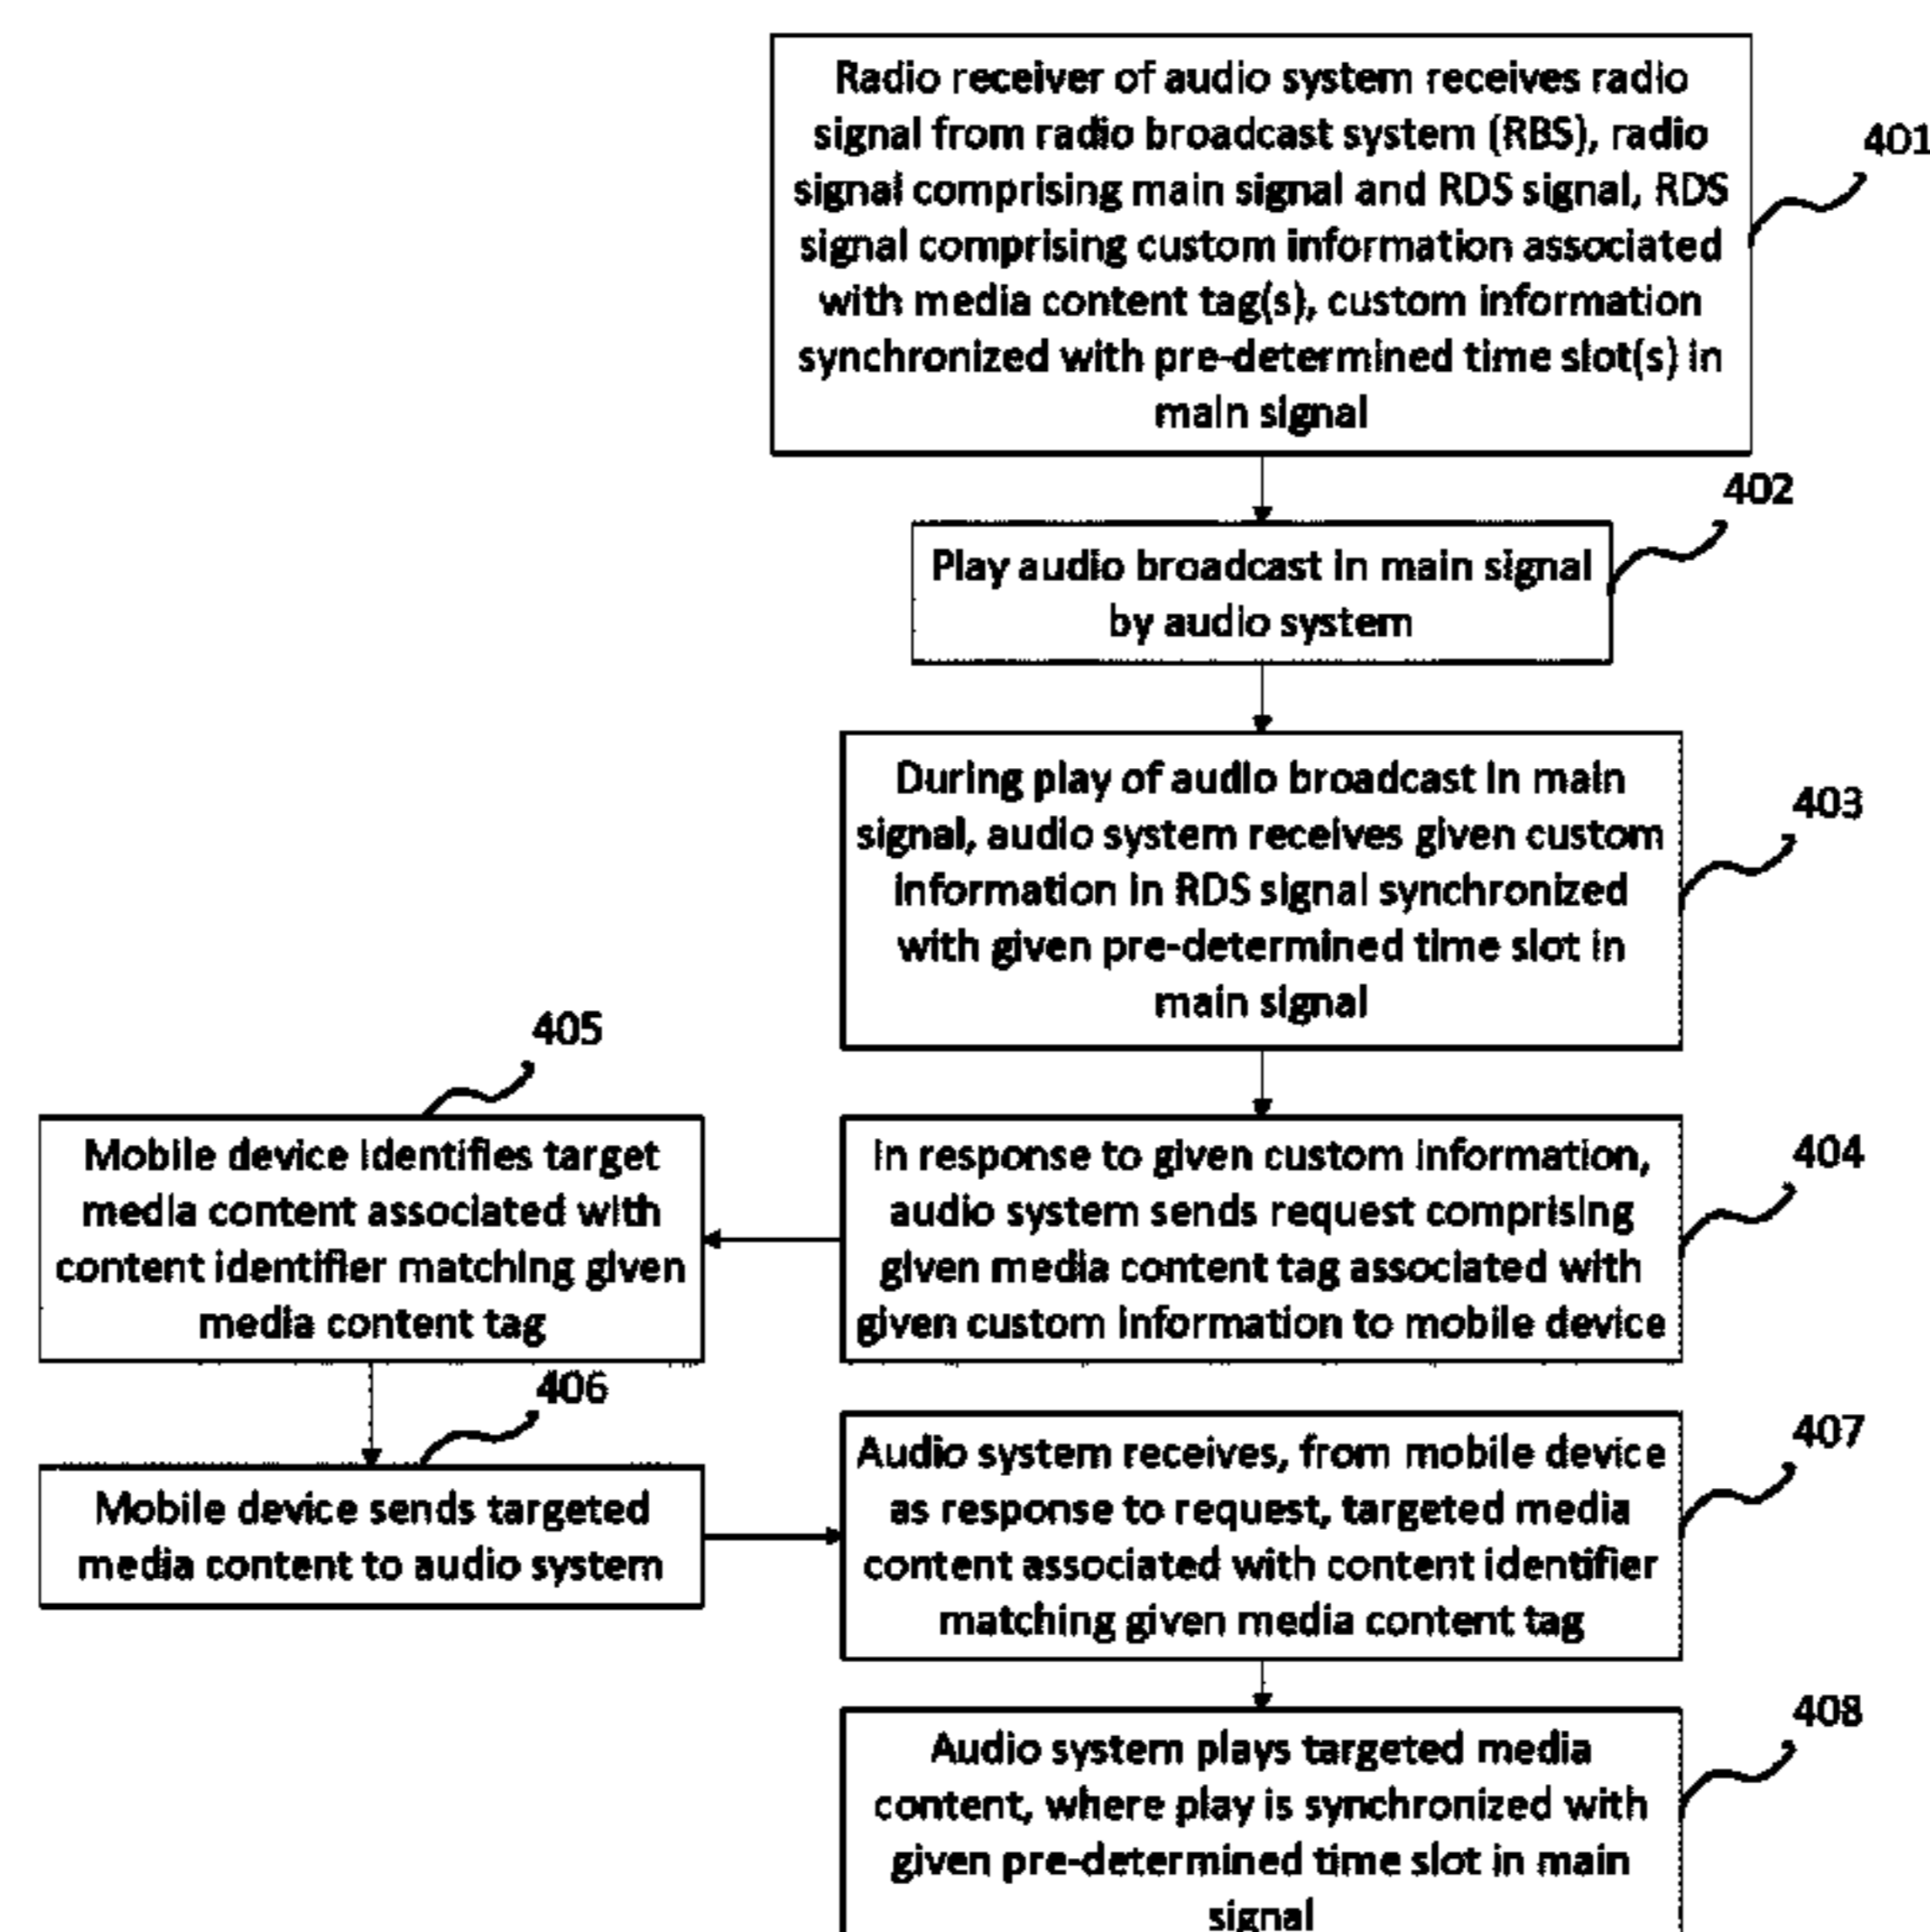 Radio receiver of audio system receives radio
signal from radio broadcast system (RBS), radio
signal comprising main signal and RDS signal, RDS
signal comprising custom information associated
with media content tag(s), custom information
synchronized with pre-determined time slot(s) in
main signal
401
402
Play audio broadcast in main signal
by audio system
During play of audio broadcast in main
signal, audio system receives given custom
information in RDS signal synchronized
with given pre-determined time slot in
main signal
403
405
Mobile device identifies target
media content associated with
content identifier matching given
media content tag
In response to given custom information,
audio system sends request comprising
given media content tag associated with
given custom information to mobile device
404
406
Mobile device sends targeted
media content to audio system
Audio system receives, from mobile device
as response to request, targeted media
content associated with content identifier
matching given media content tag
407
Audio system plays targeted media
content, where play is synchronized with
given pre-determined time slot in main
signal
408